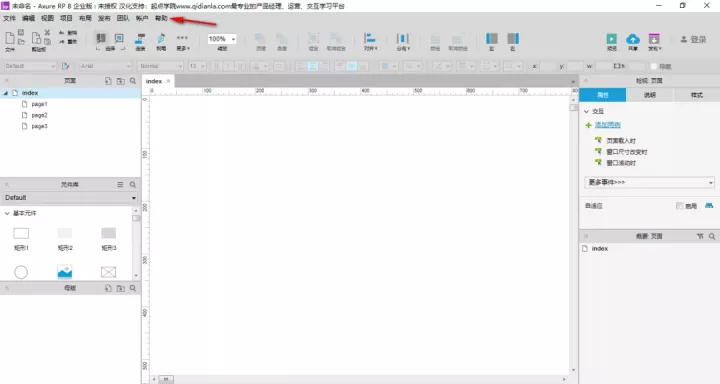 未命名 - Axure RP 8 企业版 : 未授权 汉化支持：起点学院www.qidianla.com最专业的产品经理、运营、交互学习平台
文件 编辑 视图 项目 布局 发布 团队 帐户 帮助
文件 粘贴 剪切 复制 选择 连接 钢笔 更多▾ 100% 缩放 顶层 底层 组合 取消组合 对齐▾ 分布▾ 锁定 取消锁定 左 右 预览 共享 发布▾ 登录
Default Arial Normal 13 x: y: w: h: 隐藏
页面
index
page1
page2
page3
元件库
Default
基本元件
矩形1 矩形2 矩形3
母版
index
0 100 200 300 400 500 600 700
0
100
200
300
400
500
检视: 页面
属性 说明 样式
交互
添加用例
页面载入时
窗口尺寸改变时
窗口滚动时
更多事件>>>
自适应 启用
概要: 页面
index